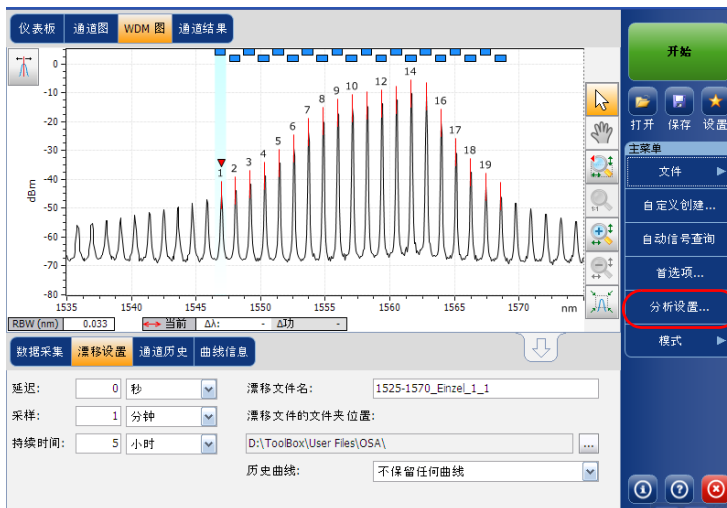 仪表板 通道图 WDM 图 通道结果
开始
打开 保存 设置
主菜单
文件
自定义创建...
自动信号查询
首选项...
分析设置...
模式
dBm
0
-10
-20
-30
-40
-50
-60
-70
-80
1 2 3 4 5 6 7 8 9 10 12 14 16 17 18 19
1:1
1535 1540 1545 1550 1555 1560 1565 1570 nm
RBW (nm) 0.033 当前 Δλ: - Δ功 -
数据采集 漂移设置 通道历史 曲线信息
延迟: 0 秒 漂移文件名: 1525-1570_Einzel_1_1
采样: 1 分钟 漂移文件的文件夹位置:
持续时间: 5 小时 D:\ToolBox\User Files\OSA\ ...
历史曲线: 不保留任何曲线